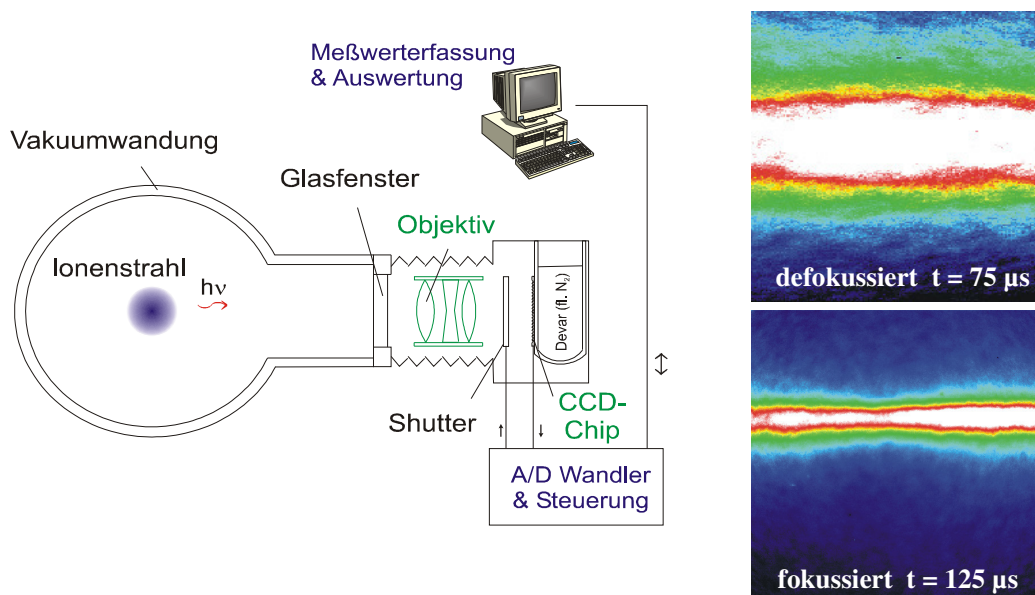 Meßwerterfassung
& Auswertung
Vakuumwandung
Glasfenster
Objektiv
Ionenstrahl
hν
Devar (fl. N₂)
Shutter
CCD-
Chip
A/D Wandler
& Steuerung
defokussiert t = 75 µs
fokussiert t = 125 µs